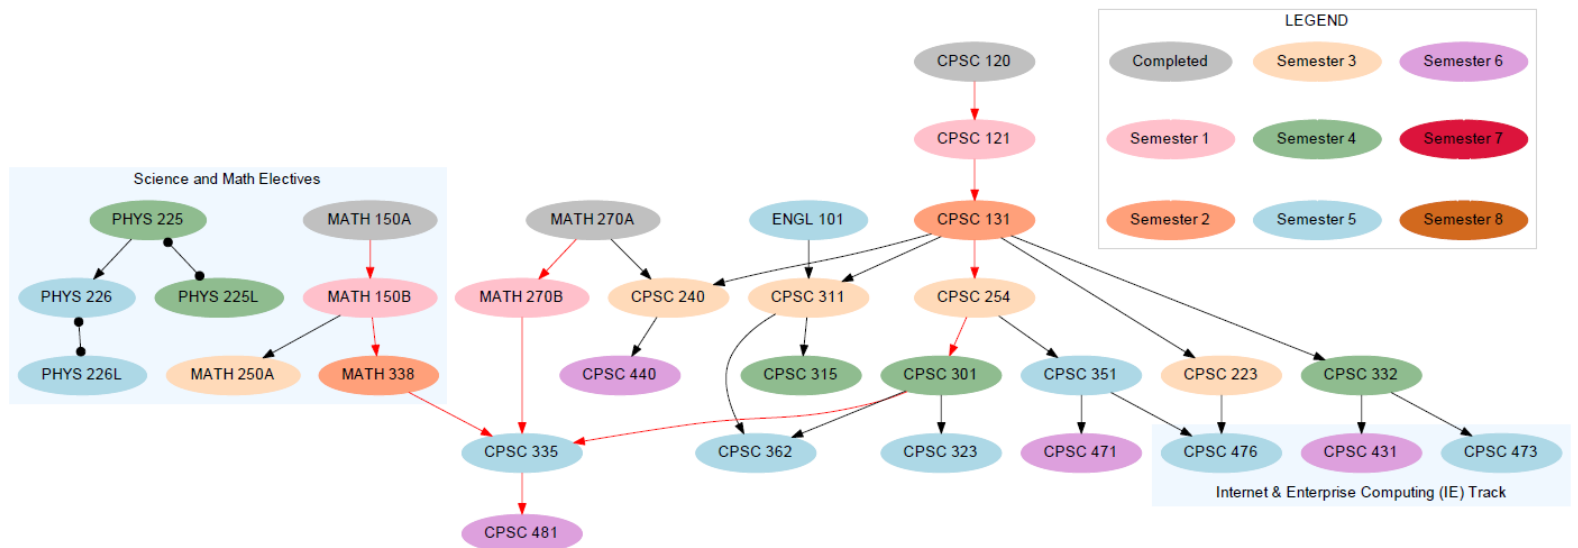 LEGEND
CPSC 120
Completed
Semester 3
Semester 6
CPSC 121
Semester 1
Semester 4
Semester 7
Science and Math Electives
PHYS 225
MATH 150A
MATH 270A
ENGL 101
CPSC 131
Semester 2
Semester 5
Semester 8
PHYS 226
PHYS 225L
MATH 150B
MATH 270B
CPSC 240
CPSC 311
CPSC 254
PHYS 226L
MATH 250A
MATH 338
CPSC 440
CPSC 315
CPSC 301
CPSC 351
CPSC 223
CPSC 332
CPSC 335
CPSC 362
CPSC 323
CPSC 471
CPSC 476
CPSC 431
CPSC 473
Internet & Enterprise Computing (IE) Track
CPSC 481